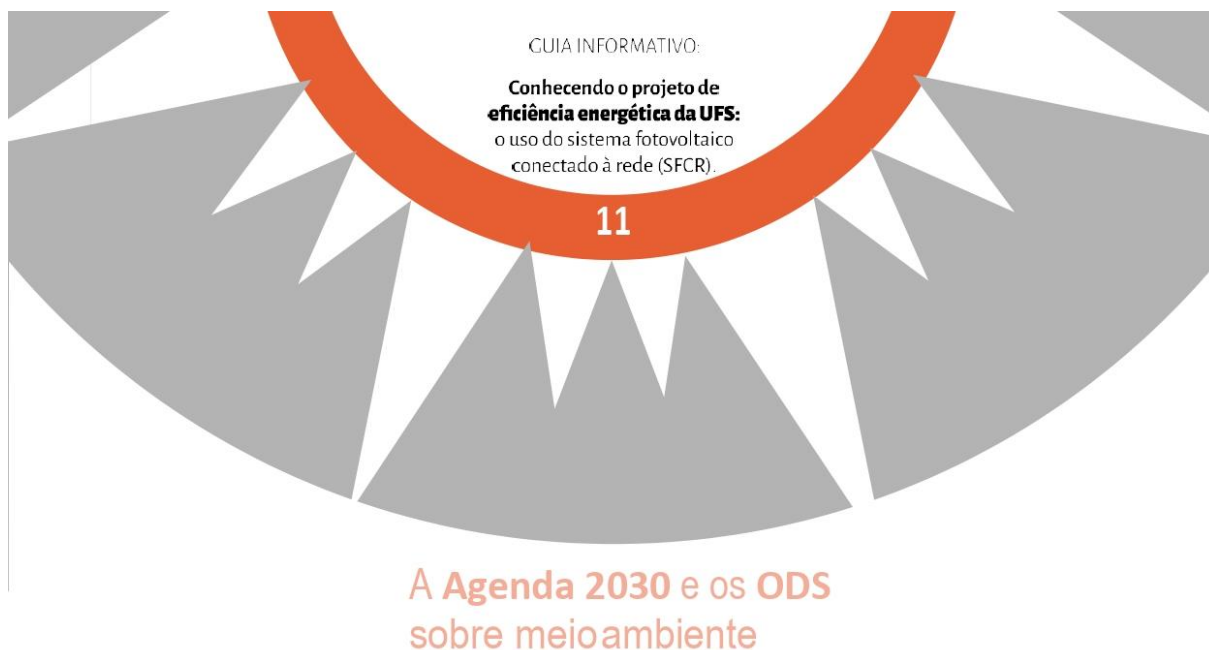 GUIA INFORMATIVO:
Conhecendo o projeto de
eficiência energética da UFS:
o uso do sistema fotovoltaico
conectado à rede (SFCR).
11
A Agenda 2030 e os ODS
sobre meio ambiente